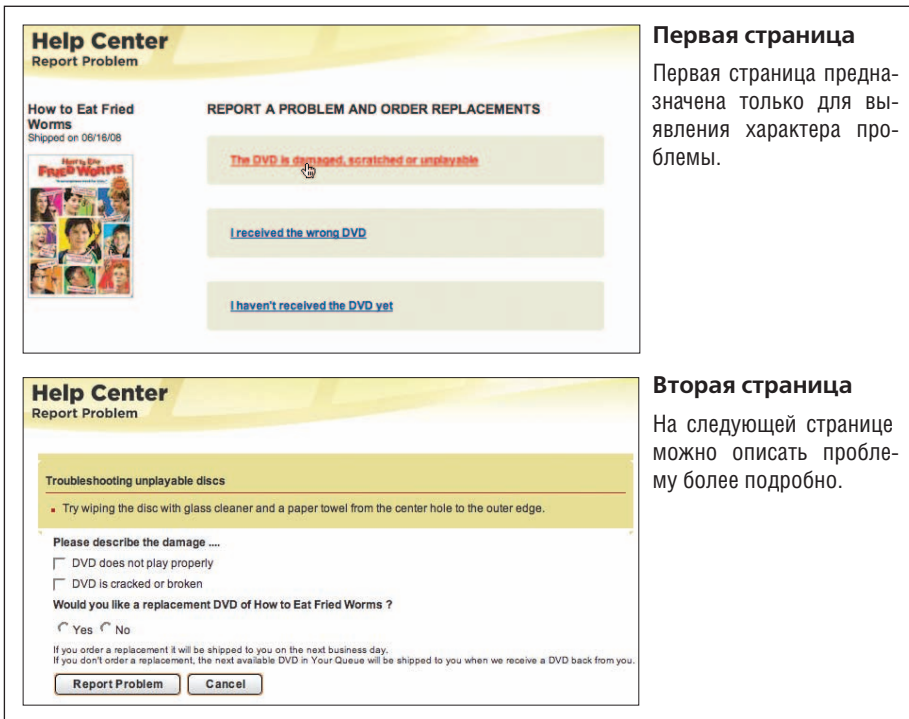 Help Center
Report Problem
How to Eat Fried
Worms
Shipped on 06/16/08
How to Eat
FRIED WORMS
REPORT A PROBLEM AND ORDER REPLACEMENTS
The DVD is damaged, scratched or unplayable
I received the wrong DVD
I haven't received the DVD yet
Первая страница
Первая страница предна-
значена только для вы-
явления характера про-
блемы.
Help Center
Report Problem
Troubleshooting unplayable discs
Try wiping the disc with glass cleaner and a paper towel from the center hole to the outer edge.
Please describe the damage ....
DVD does not play properly
DVD is cracked or broken
Would you like a replacement DVD of How to Eat Fried Worms ?
Yes No
If you order a replacement it will be shipped to you on the next business day.
If you don't order a replacement, the next available DVD in Your Queue will be shipped to you when we receive a DVD back from you.
Report Problem Cancel
Вторая страница
На следующей странице
можно описать пробле-
му более подробно.